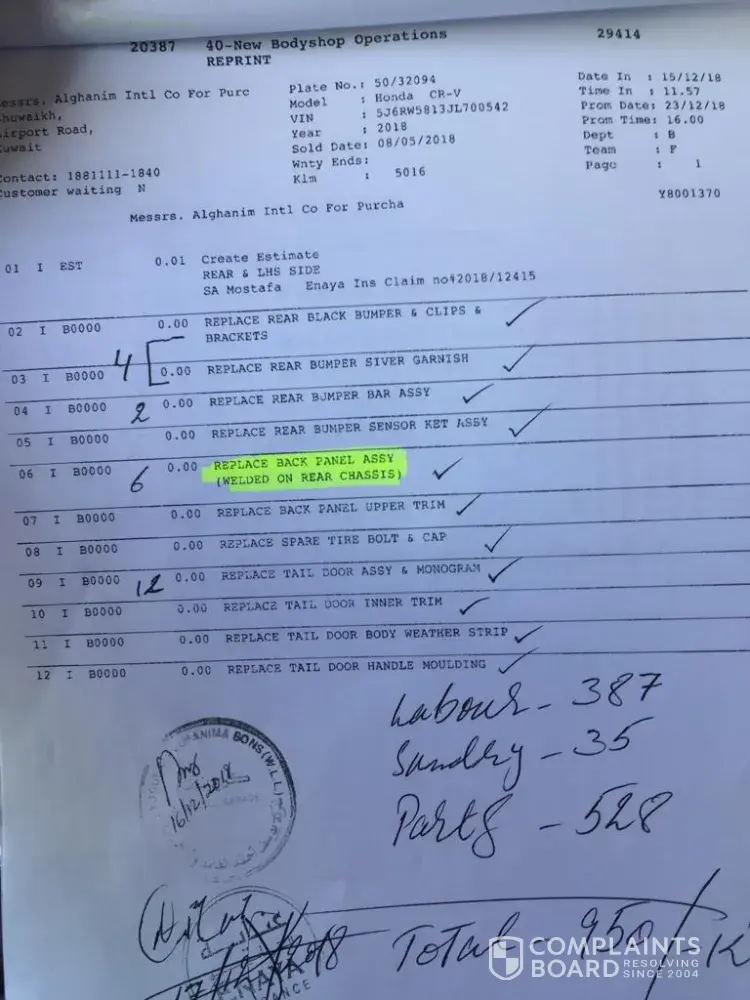 20387 40-New Bodyshop Operations 29414
REPRINT
Messrs. Alghanim Intl Co For Purc
Shuwaikh,
Airport Road,
Kuwait
Contact: 1881111-1840
Customer waiting N
Plate No.: 50/32094
Model : Honda CR-V
VIN : 5J6RW5813JL700542
Year : 2018
Sold Date: 08/05/2018
Wnty Ends:
Klm : 5016
Date In : 15/12/18
Time In : 11.57
Prom Date: 23/12/18
Prom Time: 16.00
Dept : B
Team : F
Page : 1
Y8001370
Messrs. Alghanim Intl Co For Purcha
01 I EST 0.01 Create Estimate
REAR & LHS SIDE
SA Mostafa Enaya Ins Claim no42018/12415
02 I B0000 0.00 REPLACE REAR BLACK BUMPER & CLIPS &
BRACKETS
4
03 I B0000 0.00 REPLACE REAR BUMPER SIVER GARNISH
04 I B0000 2 0.00 REPLACE REAR BUMPER BAR ASSY
05 I B0000 0.00 REPLACE REAR BUMPER SENSOR KET ASSY
06 I B0000 6 0.00 REPLACE BACK PANEL ASSY
(WELDED ON REAR CHASSIS)
07 I B0000 0.00 REPLACE BACK PANEL UPPER TRIM
08 I B0000 0.00 REPLACE SPARE TIRE BOLT & CAP
09 I B0000 12 0.00 REPLACE TAIL DOOR ASSY & MONOGRAM
10 I B0000 0.00 REPLACE TAIL DOOR INNER TRIM
11 I B0000 0.00 REPLACE TAIL DOOR BODY WEATHER STRIP
12 I B0000 0.00 REPLACE TAIL DOOR HANDLE MOULDING
Labour - 387
Sundry - 35
Parts - 528
SONS (W.L.L.)
16/12/2018
Total - 950/
COMPLAINTS
BOARD RESOLVING
SINCE 2004